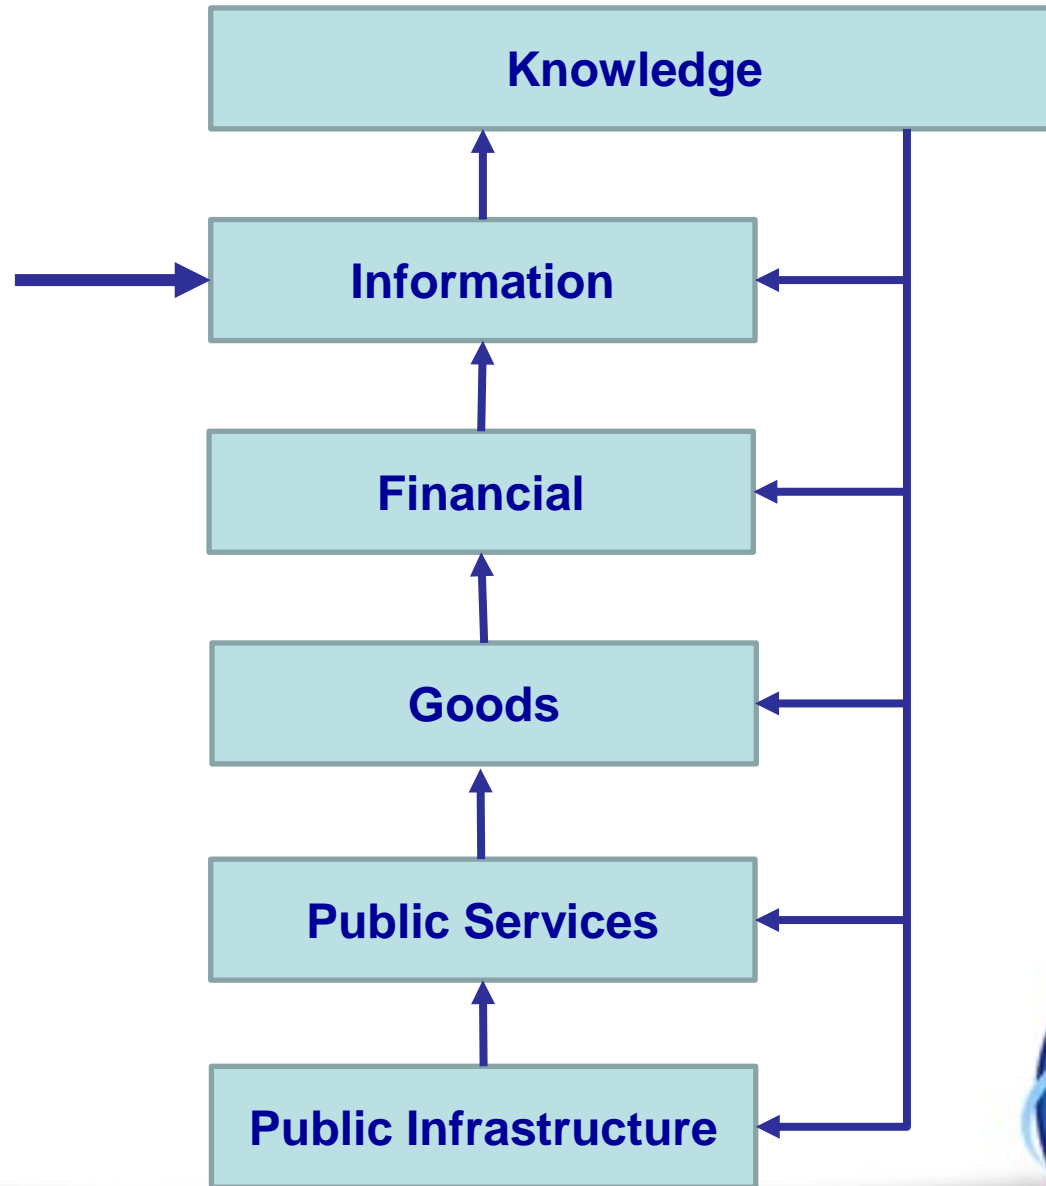 Knowledge
Information
Financial
Goods
Public Services
Public Infrastructure